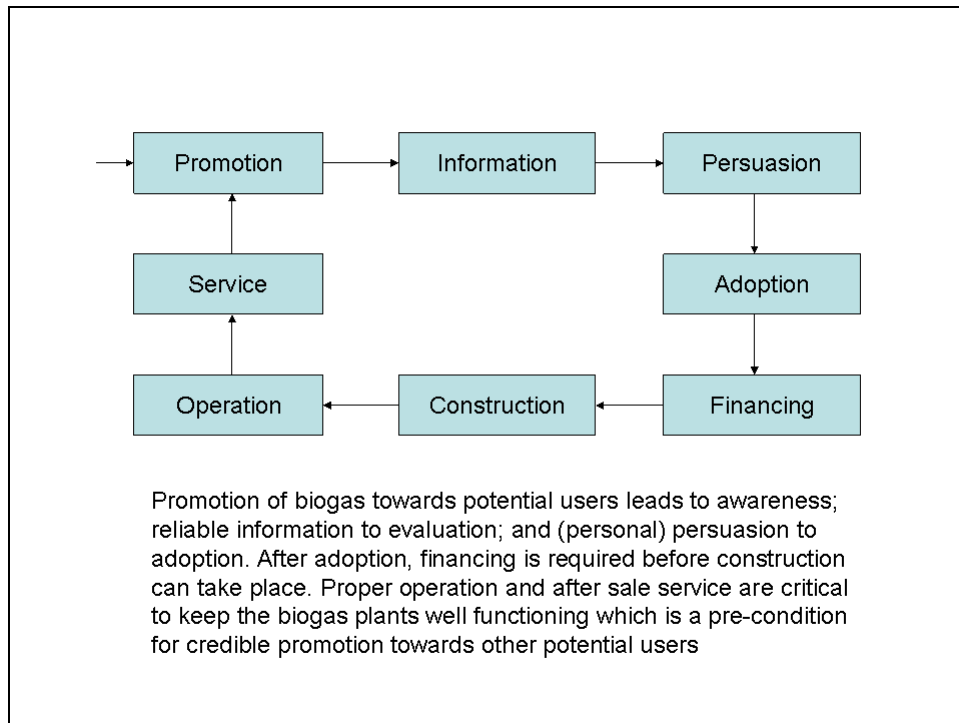 Promotion
Information
Persuasion
Service
Adoption
Operation
Construction
Financing
Promotion of biogas towards potential users leads to awareness;
reliable information to evaluation; and (personal) persuasion to
adoption. After adoption, financing is required before construction
can take place. Proper operation and after sale service are critical
to keep the biogas plants well functioning which is a pre-condition
for credible promotion towards other potential users